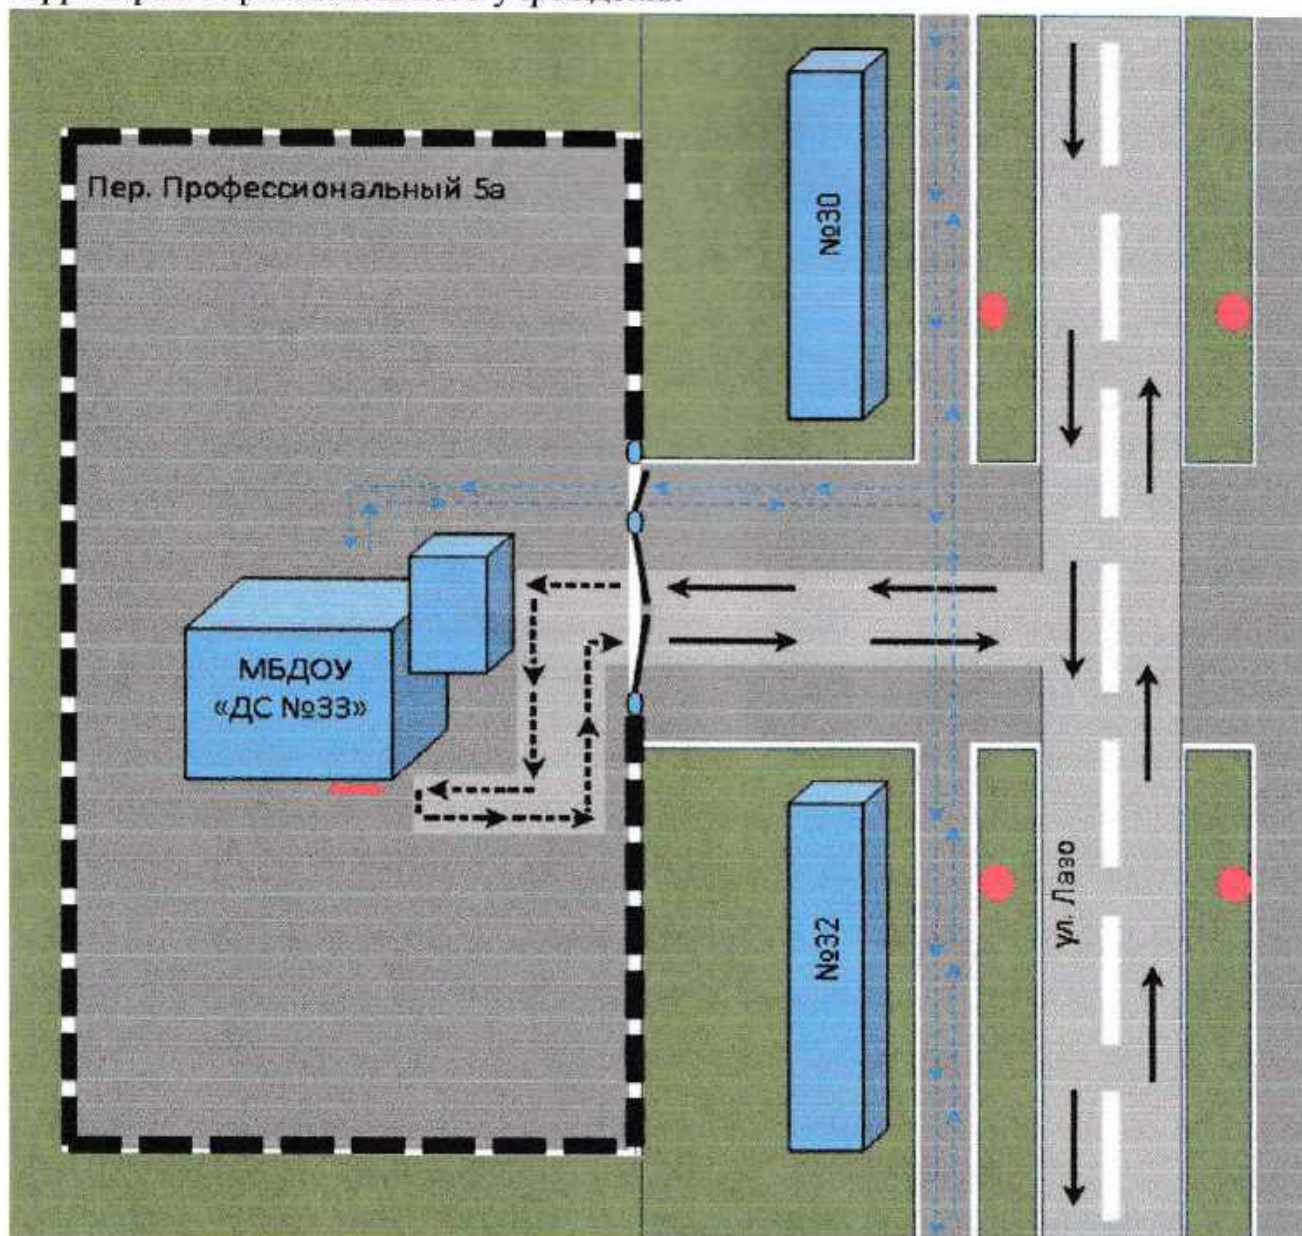 Пер. Профессиональный 5а
№30
МБДОУ
«ДС №33»
ул. Лазо
№32